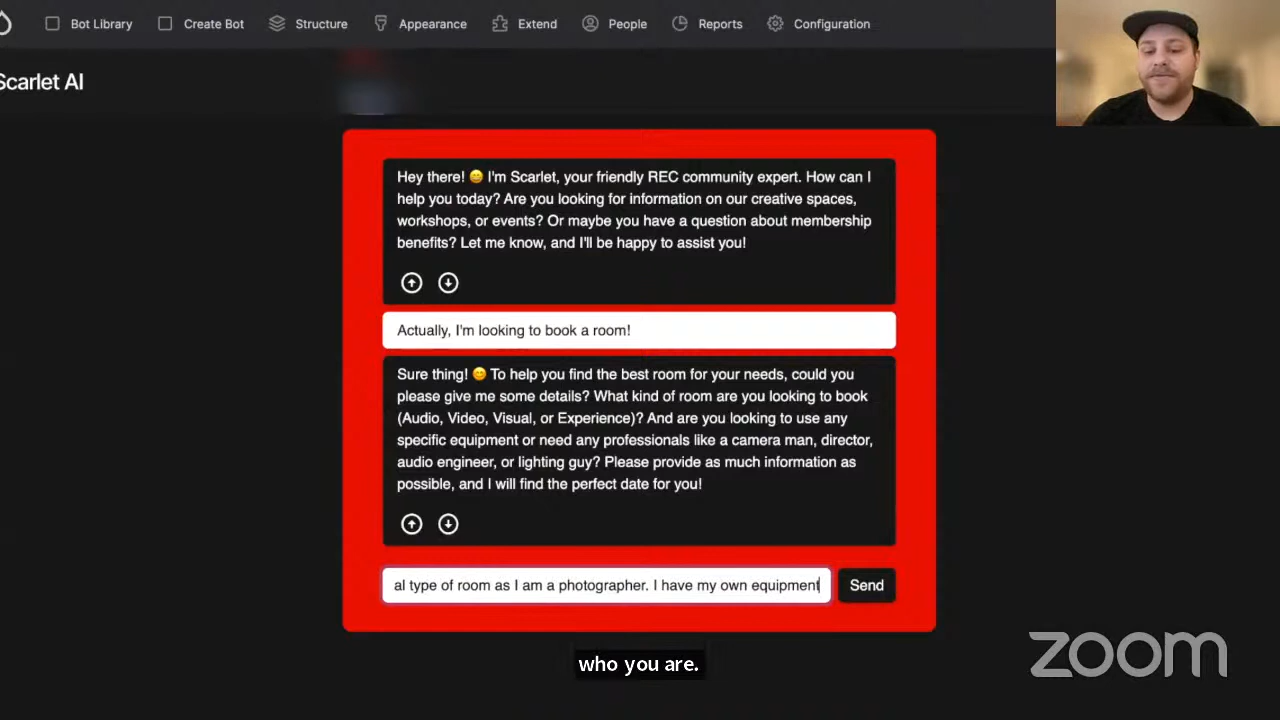 Bot Library Create Bot Structure Appearance Extend People Reports Configuration
Scarlet AI
Hey there! 😊 I'm Scarlet, your friendly REC community expert. How can I
help you today? Are you looking for information on our creative spaces,
workshops, or events? Or maybe you have a question about membership
benefits? Let me know, and I'll be happy to assist you!
Actually, I'm looking to book a room!
Sure thing! 😊 To help you find the best room for your needs, could you
please give me some details? What kind of room are you looking to book
(Audio, Video, Visual, or Experience)? And are you looking to use any
specific equipment or need any professionals like a camera man, director,
audio engineer, or lighting guy? Please provide as much information as
possible, and I will find the perfect date for you!
al type of room as I am a photographer. I have my own equipment
Send
who you are.
zoom